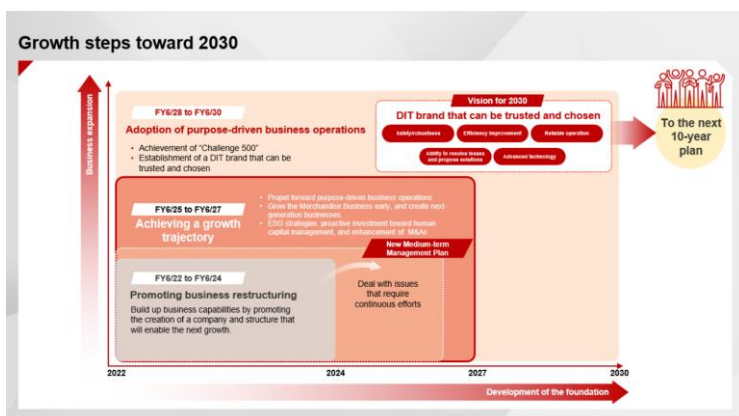 Growth steps toward 2030
Business expansion
FY6/28 to FY6/30
Adoption of purpose-driven business operations
• Achievement of "Challenge 500"
• Establishment of a DIT brand that can be
trusted and chosen
Vision for 2030
DIT brand that can be trusted and chosen
Safety/robustness
Efficiency improvement
Reliable operation
Ability to resolve issues
and propose solutions
Advanced technology
To the next
10-year
plan
FY6/25 to FY6/27
Achieving a growth
trajectory
• Propel forward purpose-driven business operations
• Grow the Merchandise Business early, and create next-
generation businesses
• ESG strategies, proactive investment toward human
capital management, and enhancement of M&As
New Medium-term
Management Plan
FY6/22 to FY6/24
Promoting business restructuring
Build up business capabilities by promoting
the creation of a company and structure that
will enable the next growth.
Deal with issues
that require
continuous efforts
2022
2024
2027
2030
Development of the foundation